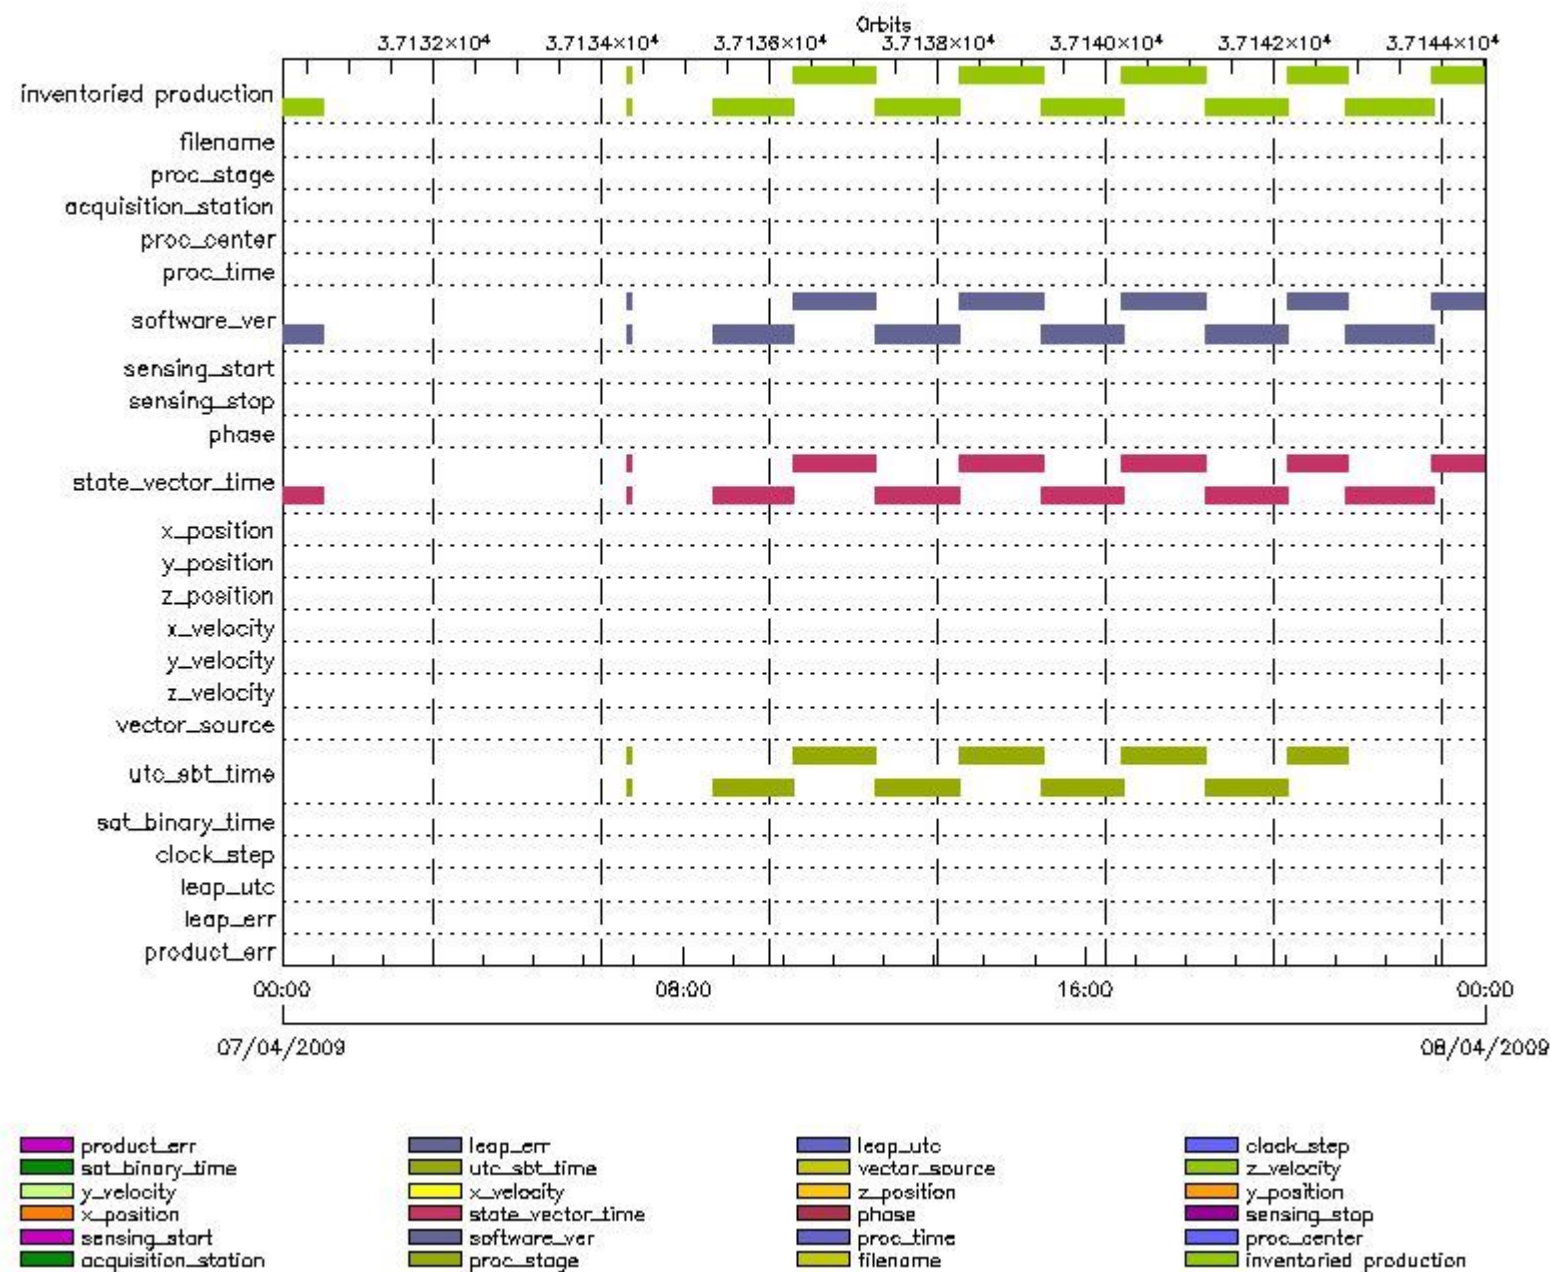 Orbits
3.7132×10⁴ 3.7134×10⁴ 3.7136×10⁴ 3.7138×10⁴ 3.7140×10⁴ 3.7142×10⁴ 3.7144×10⁴
inventoried production
filename
proc_stage
acquisition_station
proc_center
proc_time
software_ver
sensing_start
sensing_stop
phase
state_vector_time
x_position
y_position
z_position
x_velocity
y_velocity
z_velocity
vector_source
utc_sbt_time
sat_binary_time
clock_step
leap_utc
leap_err
product_err
00:00 08:00 16:00 00:00
07/04/2009 08/04/2009
product_err leap_err leap_utc clock_step
sat_binary_time utc_sbt_time vector_source z_velocity
y_velocity x_velocity z_position y_position
x_position state_vector_time phase sensing_stop
sensing_start software_ver proc_time proc_center
acquisition_station proc_stage filename inventoried production